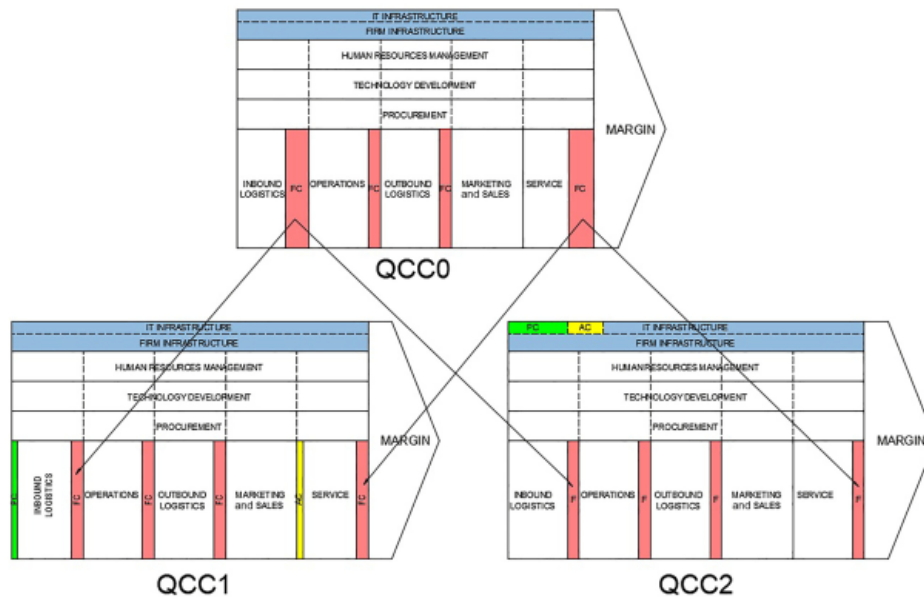 IT INFRASTRUCTURE
FIRM INFRASTRUCTURE
HUMAN RESOURCES MANAGEMENT
TECHNOLOGY DEVELOPMENT
PROCUREMENT
MARGIN
INBOUND LOGISTICS
FC
OPERATIONS
FC
OUTBOUND LOGISTICS
FC
MARKETING and SALES
SERVICE
FC
QCC0
IT INFRASTRUCTURE
FIRM INFRASTRUCTURE
HUMAN RESOURCES MANAGEMENT
TECHNOLOGY DEVELOPMENT
PROCUREMENT
MARGIN
PC
INBOUND LOGISTICS
FC
OPERATIONS
FC
OUTBOUND LOGISTICS
FC
MARKETING and SALES
AC
SERVICE
FC
QCC1
PC
AC
IT INFRASTRUCTURE
FIRM INFRASTRUCTURE
HUMAN RESOURCES MANAGEMENT
TECHNOLOGY DEVELOPMENT
PROCUREMENT
MARGIN
INBOUND LOGISTICS
F
OPERATIONS
F
OUTBOUND LOGISTICS
F
MARKETING and SALES
SERVICE
F
QCC2